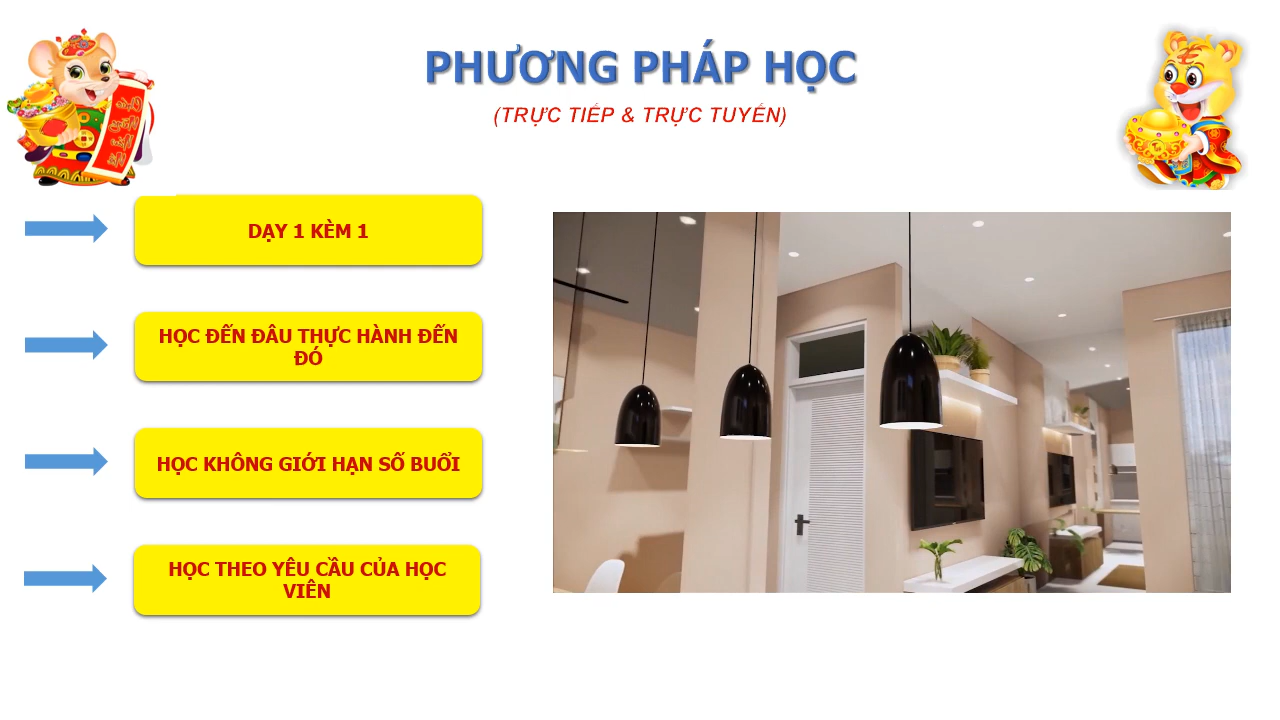 PHƯƠNG PHÁP HỌC
(TRỰC TIẾP & TRỰC TUYẾN)
DẠY 1 KÈM 1
HỌC ĐẾN ĐÂU THỰC HÀNH ĐẾN
ĐÓ
HỌC KHÔNG GIỚI HẠN SỐ BUỔI
HỌC THEO YÊU CẦU CỦA HỌC
VIÊN